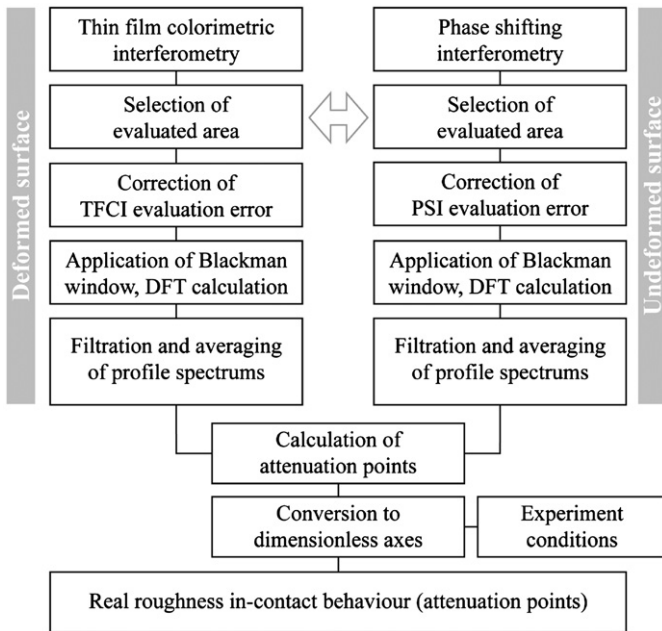 Deformed surface
Thin film colorimetric
interferometry
Selection of
evaluated area
Correction of
TFCI evaluation error
Application of Blackman
window, DFT calculation
Filtration and averaging
of profile spectrums
Phase shifting
interferometry
Selection of
evaluated area
Correction of
PSI evaluation error
Application of Blackman
window, DFT calculation
Filtration and averaging
of profile spectrums
Undeformed surface
Calculation of
attenuation points
Conversion to
dimensionless axes
Experiment
conditions
Real roughness in-contact behaviour (attenuation points)